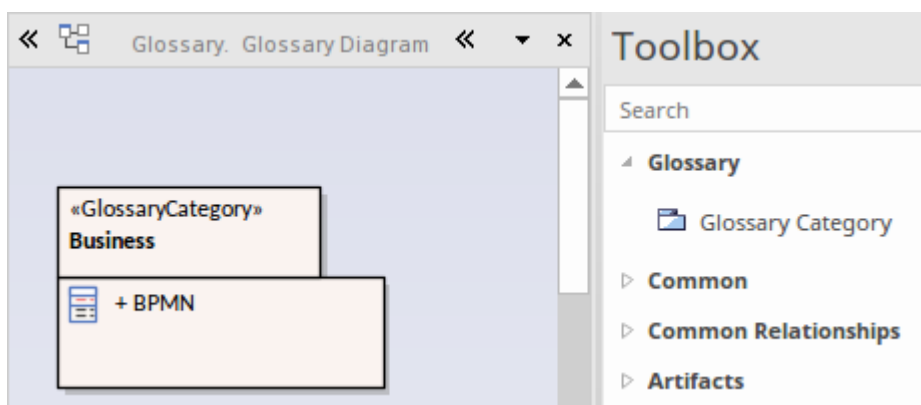 Glossary. Glossary Diagram
«GlossaryCategory»
Business
+ BPMN
Toolbox
Search
Glossary
Glossary Category
Common
Common Relationships
Artifacts